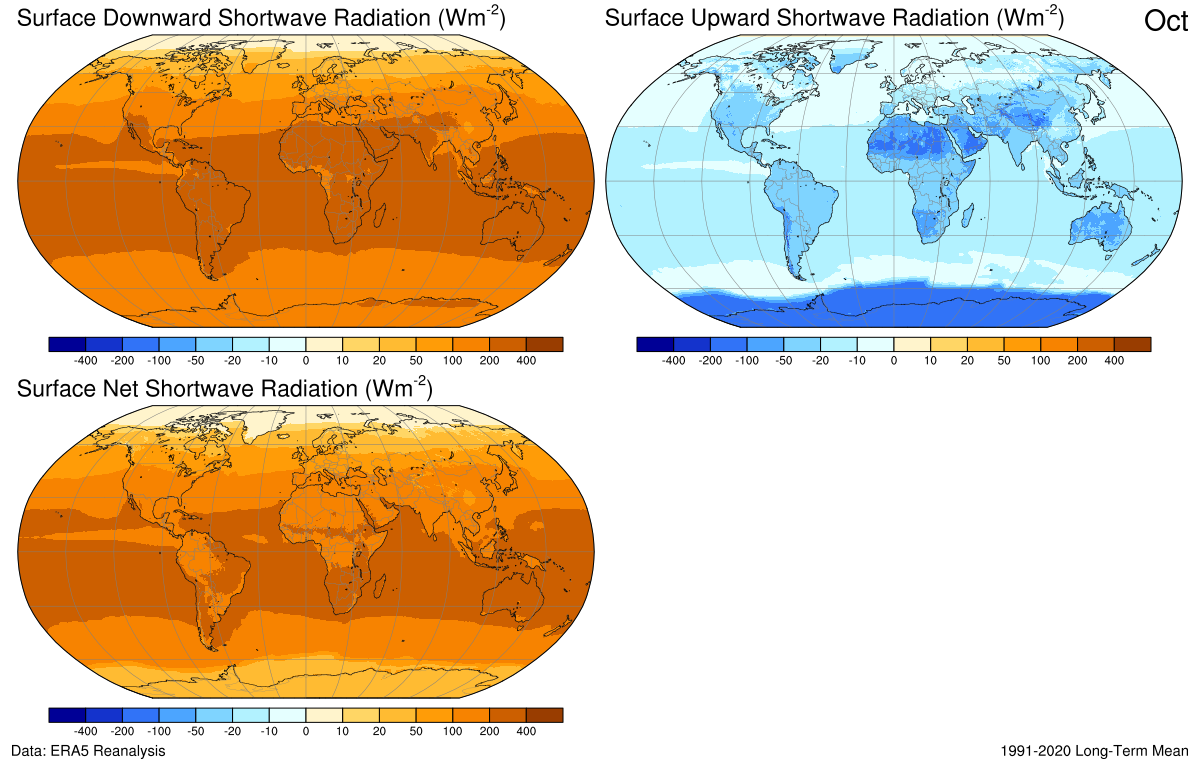 Surface Downward Shortwave Radiation (Wm-2)
Surface Upward Shortwave Radiation (Wm-2)
Oct
-400 -200 -100 -50 -20 -10 0 10 20 50 100 200 400
-400 -200 -100 -50 -20 -10 0 10 20 50 100 200 400
Surface Net Shortwave Radiation (Wm-2)
-400 -200 -100 -50 -20 -10 0 10 20 50 100 200 400
Data: ERA5 Reanalysis
1991-2020 Long-Term Mean